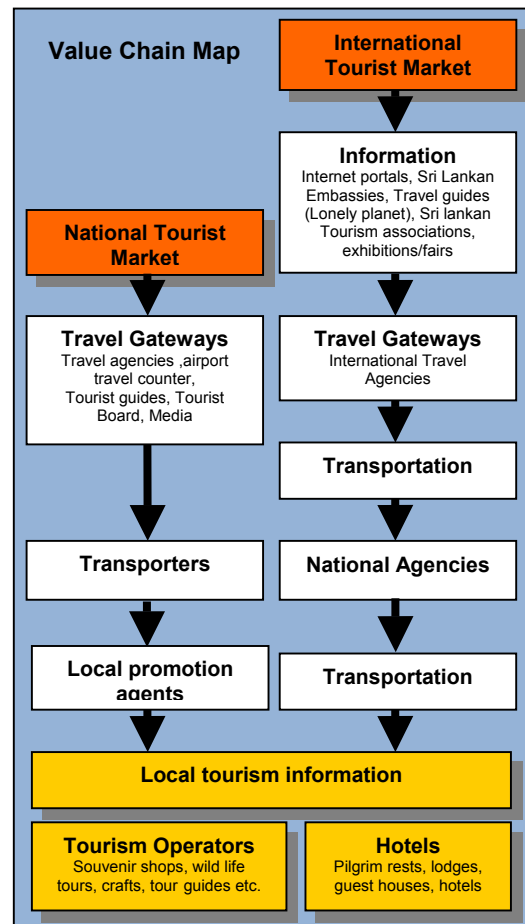 Value Chain Map
International
Tourist Market
Information
Internet portals, Sri Lankan
Embassies, Travel guides
(Lonely planet), Sri lankan
Tourism associations,
exhibitions/fairs
National Tourist
Market
Travel Gateways
Travel agencies ,airport
travel counter,
Tourist guides, Tourist
Board, Media
Travel Gateways
International Travel
Agencies
Transportation
Transporters
National Agencies
Local promotion
agents
Transportation
Local tourism information
Tourism Operators
Souvenir shops, wild life
tours, crafts, tour guides etc.
Hotels
Pilgrim rests, lodges,
guest houses, hotels